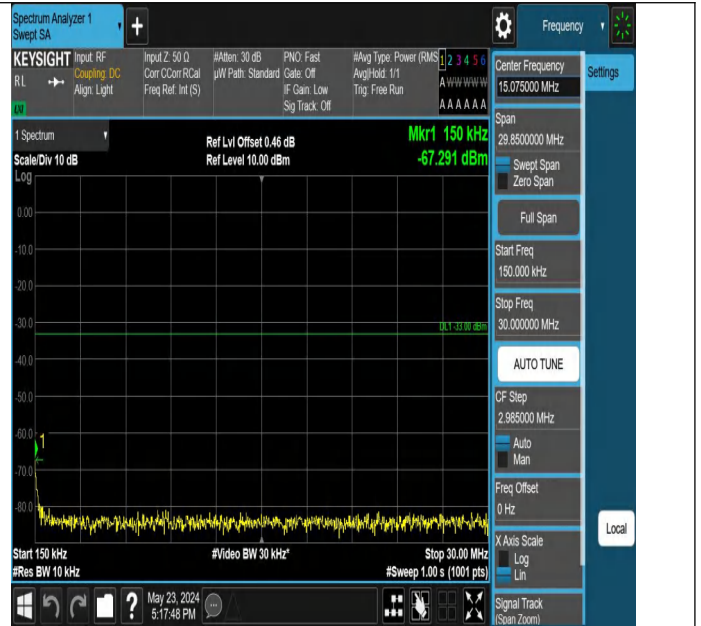 Spectrum Analyzer 1
Swept SA
+
Frequency
KEYSIGHT
RL
LXI
Input: RF
Coupling: DC
Align: Light
Input Z: 50 Ω
Corr CCorr RCal
Freq Ref: Int (S)
#Atten: 30 dB
µW Path: Standard
PNO: Fast
Gate: Off
IF Gain: Low
Sig Track: Off
#Avg Type: Power (RMS
Avg|Hold: 1/1
Trig: Free Run
1 2 3 4 5 6
A W W W W W
A A A A A A
1 Spectrum
Scale/Div 10 dB
Log
Ref Lvl Offset 0.46 dB
Ref Level 10.00 dBm
Mkr1 150 kHz
-67.291 dBm
0.00
-10.0
-20.0
-30.0
DL1 -33.00 dBm
-40.0
-50.0
-60.0
1
-70.0
-80.0
Start 150 kHz
#Res BW 10 kHz
#Video BW 30 kHz*
Stop 30.00 MHz
#Sweep 1.00 s (1001 pts)
?
May 23, 2024
5:17:48 PM
Center Frequency
15.075000 MHz
Settings
Span
29.8500000 MHz
Swept Span
Zero Span
Full Span
Start Freq
150.000 kHz
Stop Freq
30.000000 MHz
AUTO TUNE
CF Step
2.985000 MHz
Auto
Man
Freq Offset
0 Hz
Local
X Axis Scale
Log
Lin
Signal Track
(Span Zoom)